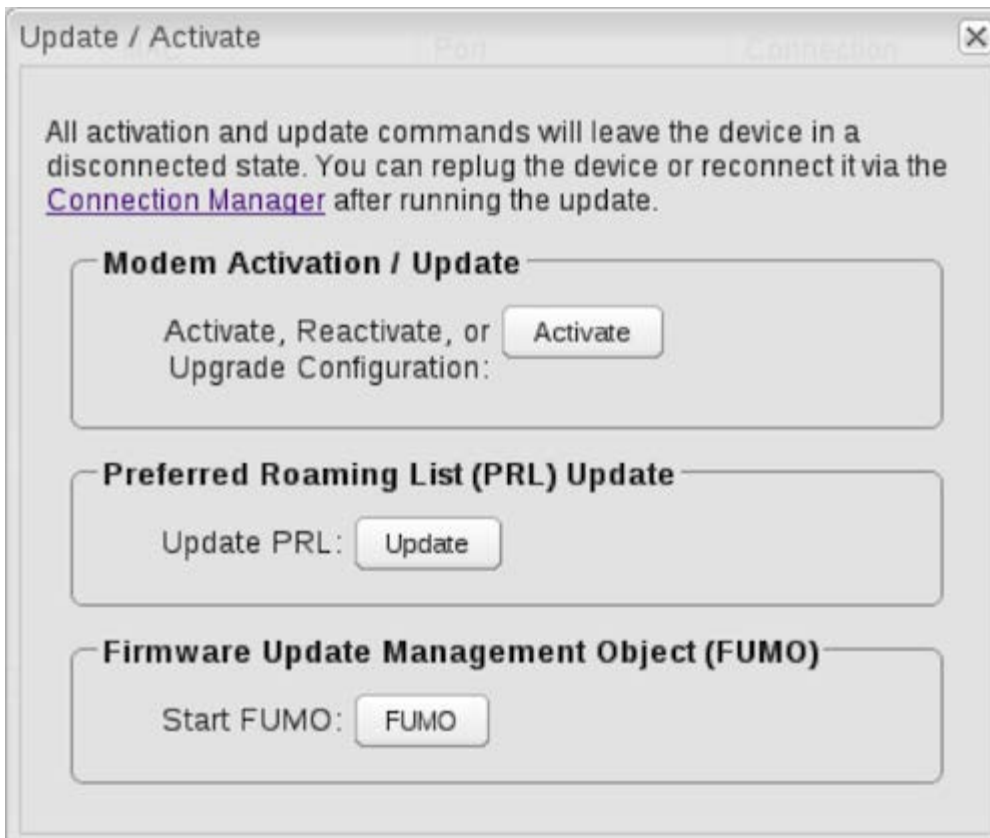 Update / Activate
Port
Connection
All activation and update commands will leave the device in a
disconnected state. You can replug the device or reconnect it via the
Connection Manager after running the update.
Modem Activation / Update
Activate, Reactivate, or
Upgrade Configuration:
Activate
Preferred Roaming List (PRL) Update
Update PRL:
Update
Firmware Update Management Object (FUMO)
Start FUMO:
FUMO